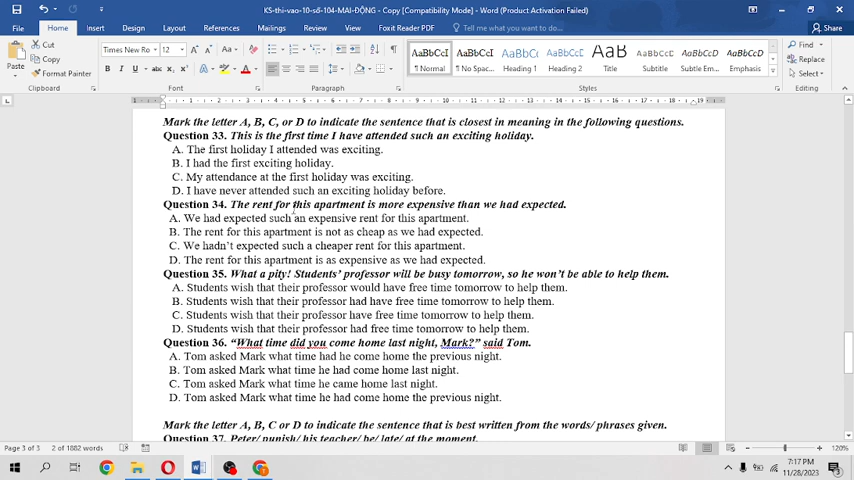 KS-thi-vao-10-số-104-MAI-ĐỘNG - Copy [Compatibility Mode] - Word (Product Activation Failed)
File Home Insert Draw Design Layout References Mailings Review View Help Foxit Reader PDF Tell me what you want to do... Share
Paste Cut Copy Format Painter
Times New Ro 12 Aa
B I U abc x₂ x² A A
AaBbCcI AaBbCcI AaBbCcI AaBbCcI AaB AaBbCcD AaBbCcD AaBbCcD
¶ Normal ¶ No Spac... Heading 1 Heading 2 Title Subtitle Subtle Em... Emphasis
Find Replace Select
Clipboard Font Paragraph Styles Editing
Mark the letter A, B, C, or D to indicate the sentence that is closest in meaning in the following questions.
Question 33. This is the first time I have attended such an exciting holiday.
A. The first holiday I attended was exciting.
B. I had the first exciting holiday.
C. My attendance at the first holiday was exciting.
D. I have never attended such an exciting holiday before.
Question 34. The rent for this apartment is more expensive than we had expected.
A. We had expected such an expensive rent for this apartment.
B. The rent for this apartment is not as cheap as we had expected.
C. We hadn't expected such a cheaper rent for this apartment.
D. The rent for this apartment is as expensive as we had expected.
Question 35. What a pity! Students' professor will be busy tomorrow, so he won't be able to help them.
A. Students wish that their professor would have free time tomorrow to help them.
B. Students wish that their professor had have free time tomorrow to help them.
C. Students wish that their professor have free time tomorrow to help them.
D. Students wish that their professor had free time tomorrow to help them.
Question 36. “What time did you come home last night, Mark?” said Tom.
A. Tom asked Mark what time had he come home the previous night.
B. Tom asked Mark what time he had come home last night.
C. Tom asked Mark what time he came home last night.
D. Tom asked Mark what time he had come home the previous night.
Mark the letter A, B, C or D to indicate the sentence that is best written from the words/ phrases given.
Question 37. Peter/ punish/ his teacher/ be/ late/ at the moment.
Page 3 of 3 2 of 1882 words 120%
7:17 PM
11/28/2023